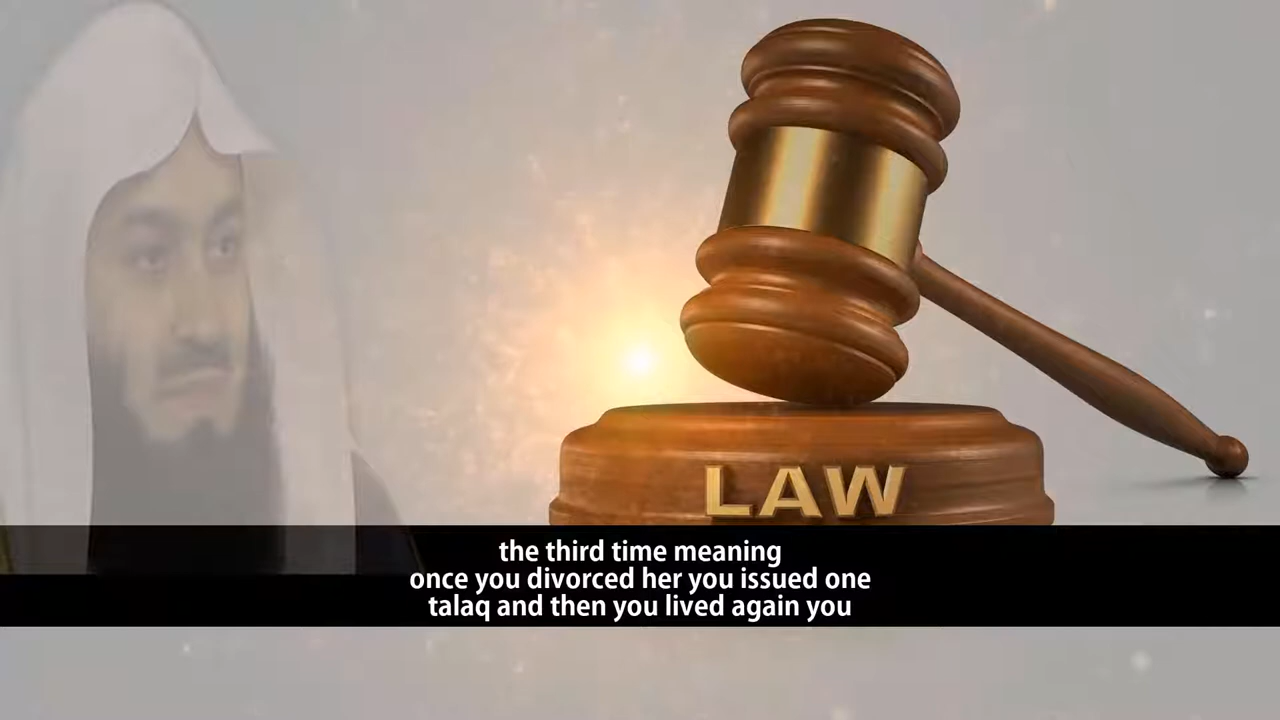 LAW
the third time meaning
once you divorced her you issued one
talaq and then you lived again you